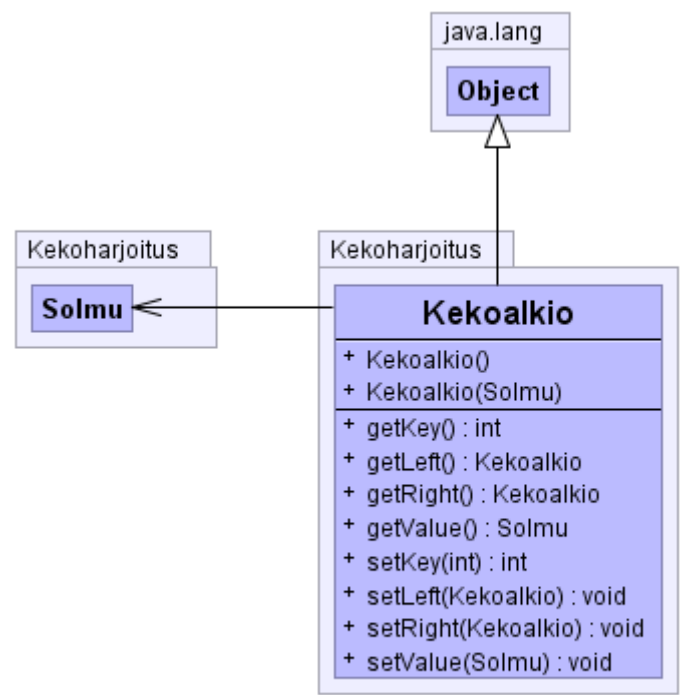 java.lang
Object
Kekoharjoitus
Solmu
Kekoharjoitus
Kekoalkio
+ Kekoalkio()
+ Kekoalkio(Solmu)
+ getKey() : int
+ getLeft() : Kekoalkio
+ getRight() : Kekoalkio
+ getValue() : Solmu
+ setKey(int) : int
+ setLeft(Kekoalkio) : void
+ setRight(Kekoalkio) : void
+ setValue(Solmu) : void